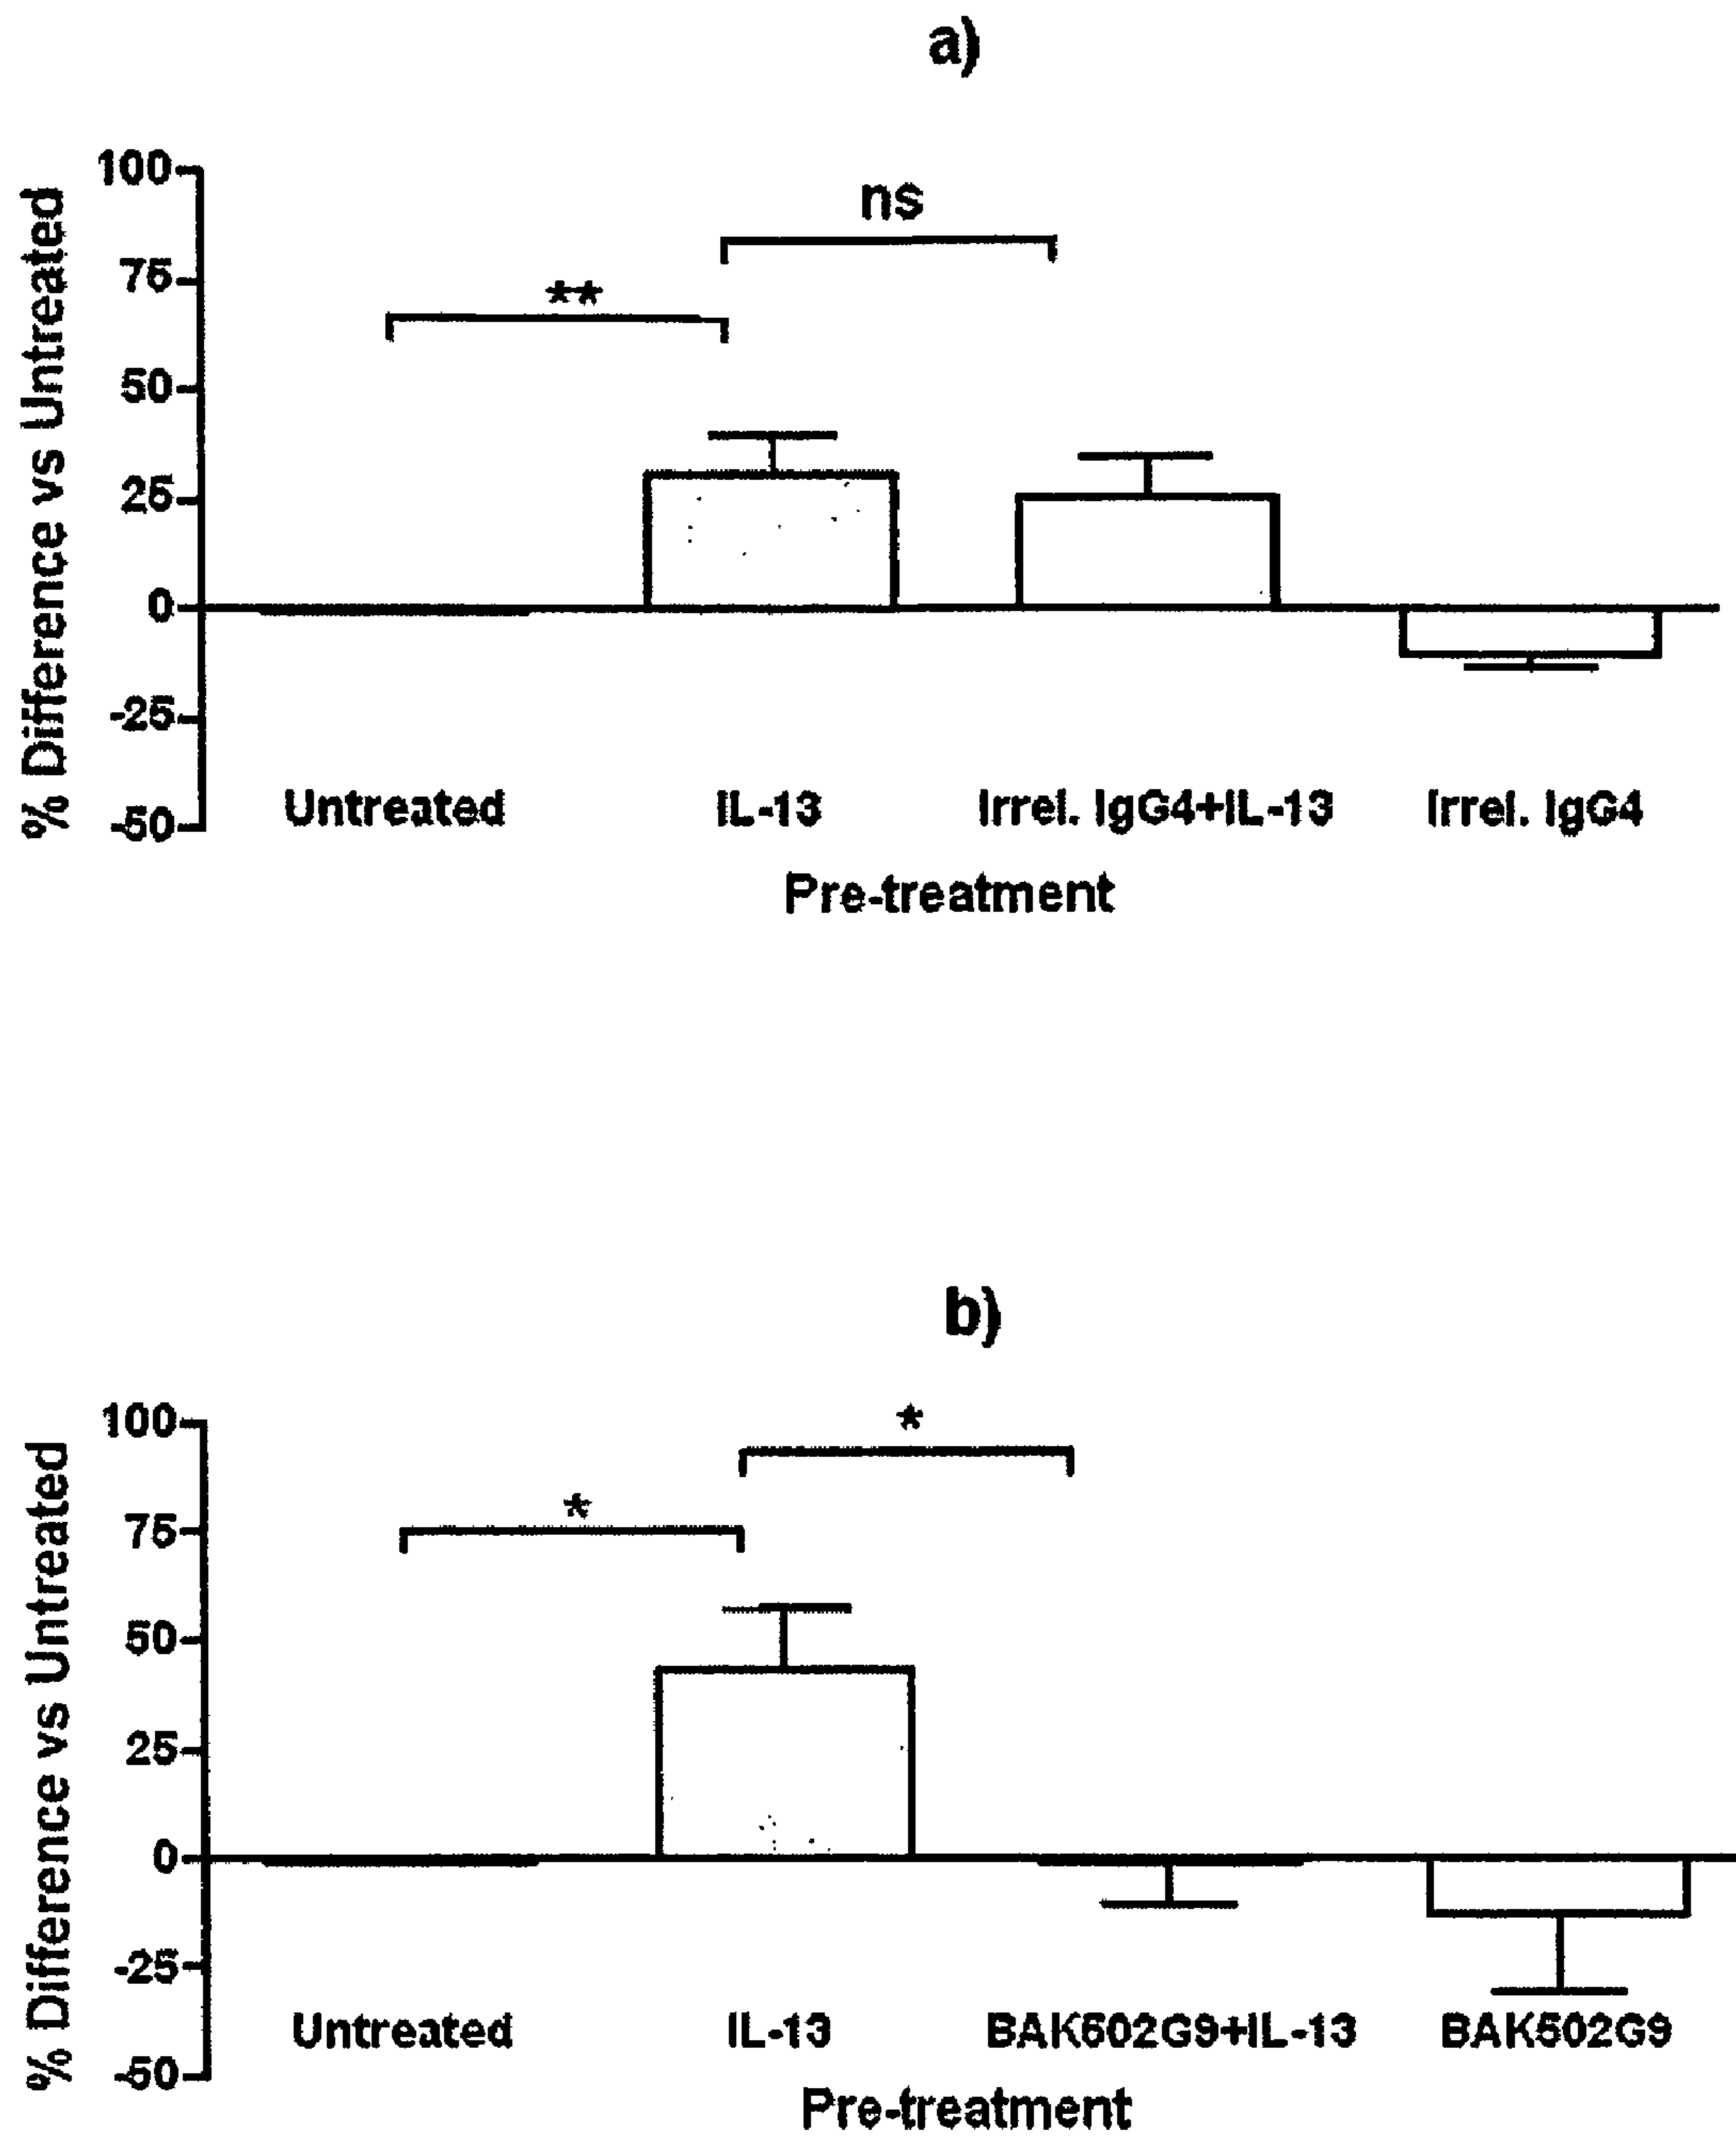 a)
% Difference vs Untreated
100
75
50
25
0
-25
-50
**
ns
Untreated IL-13 Irrel. IgG4+IL-13 Irrel. IgG4
Pre-treatment
b)
% Difference vs Untreated
100
75
50
25
0
-25
-50
*
*
Untreated IL-13 BAK502G9+IL-13 BAK502G9
Pre-treatment